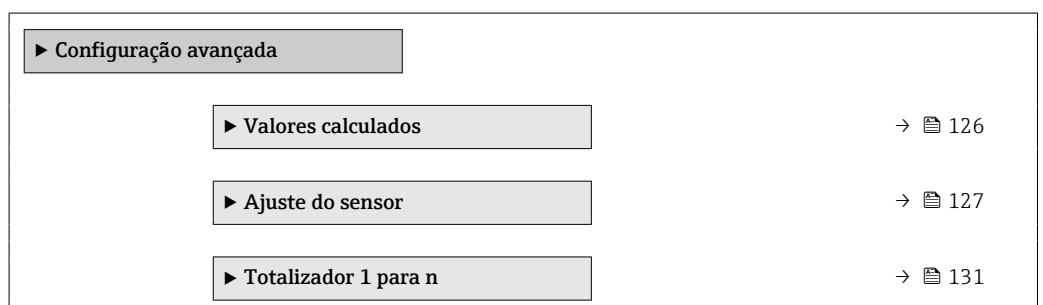 ► Configuração avançada
► Valores calculados → 126
► Ajuste do sensor → 127
► Totalizador 1 para n → 131